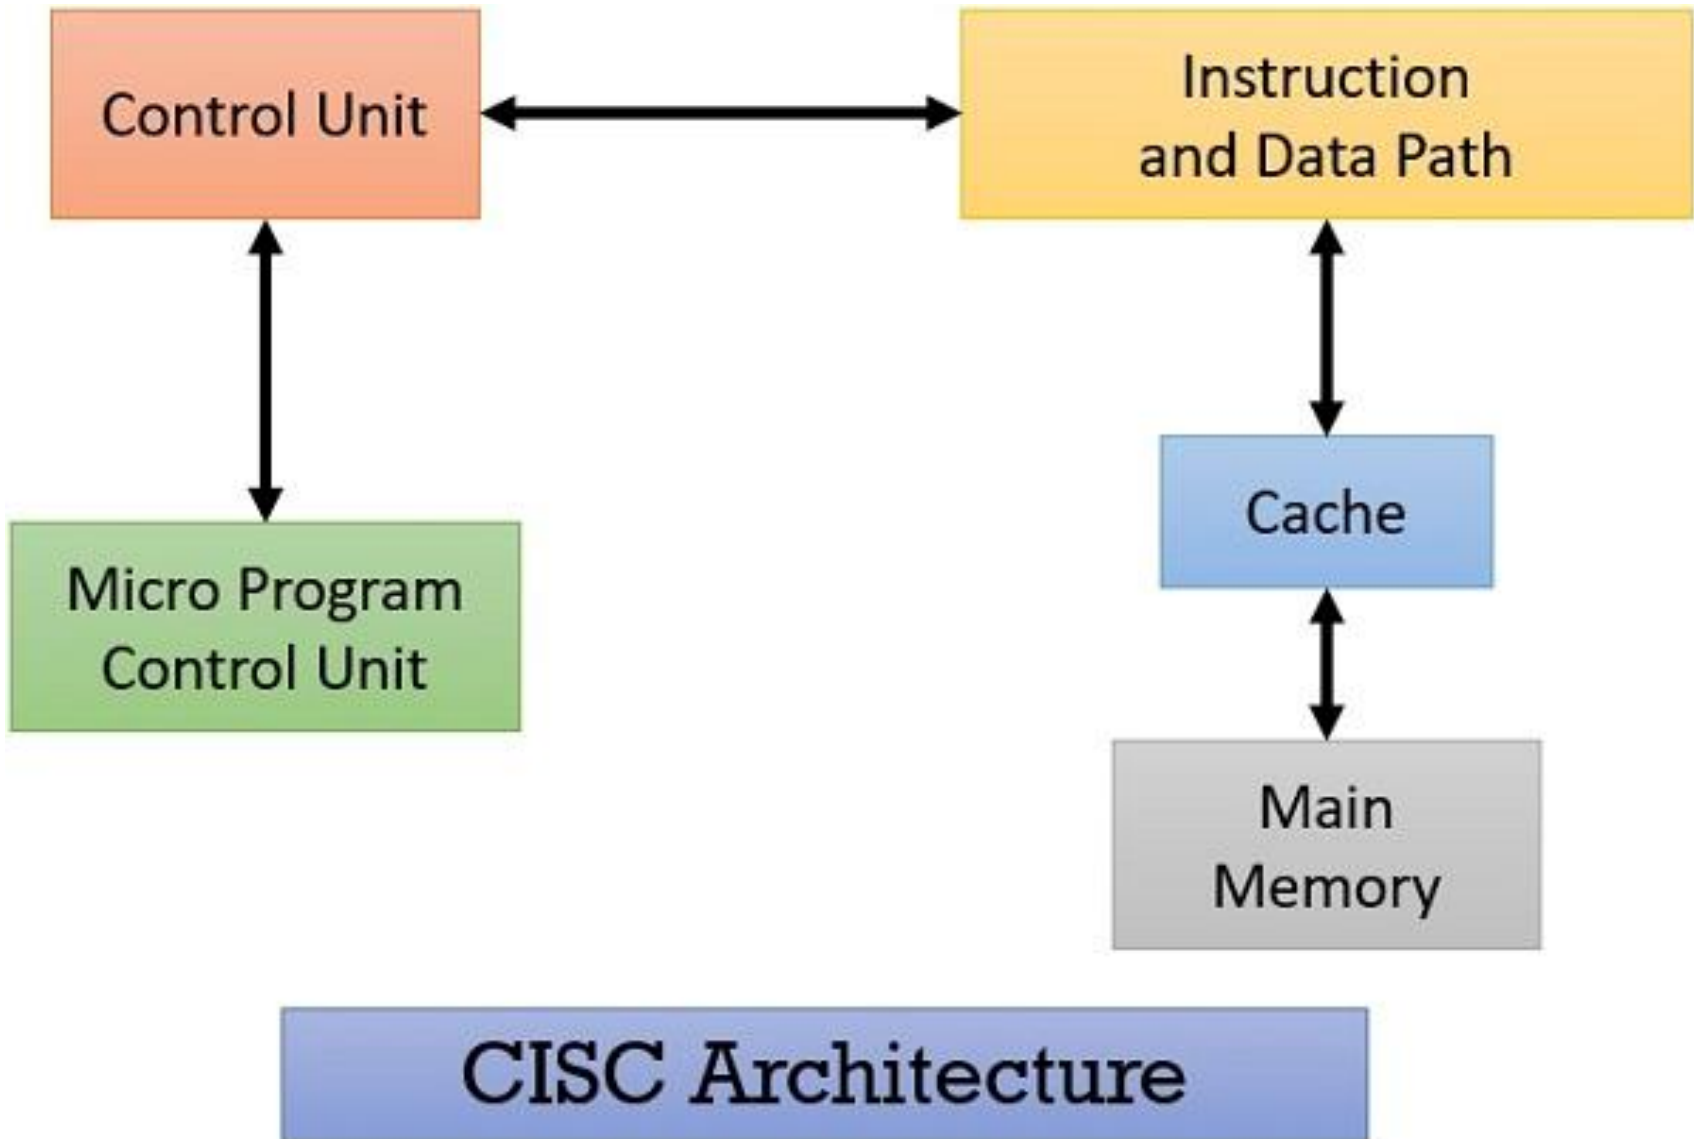 Control Unit
Instruction
and Data Path
Micro Program
Control Unit
Cache
Main
Memory
CISC Architecture